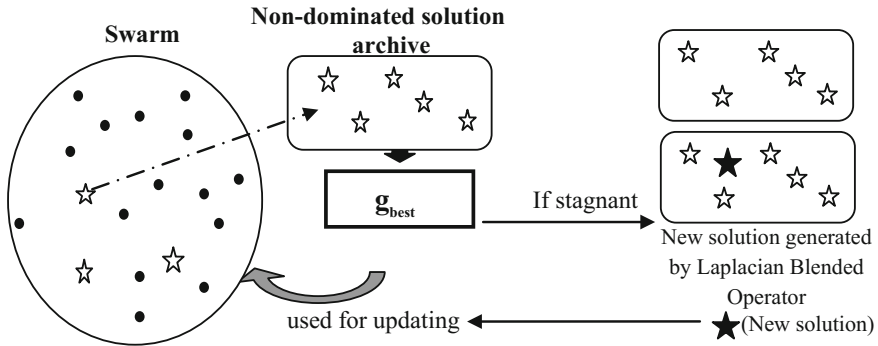 Swarm
Non-dominated solution
archive
g_best
If stagnant
New solution generated
by Laplacian Blended
Operator
(New solution)
used for updating